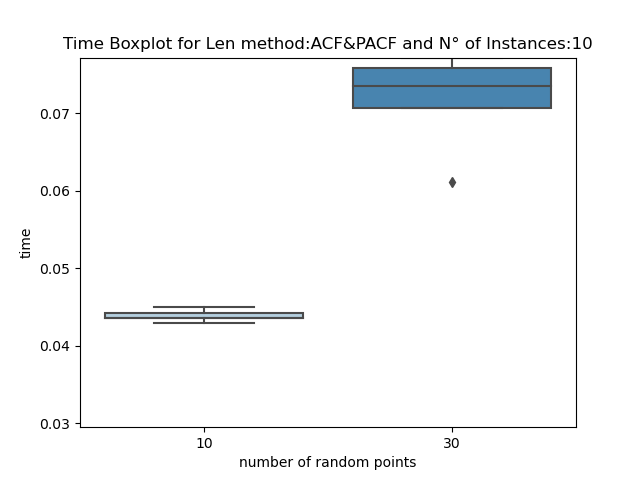 Time Boxplot for Len method:ACF&PACF and N° of Instances:10
0.07
0.06
0.05
0.04
0.03
time
10 30
number of random points